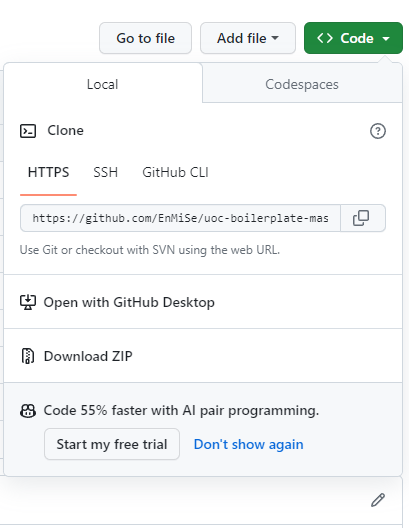 Go to file Add file Code
Local Codespaces
Clone
HTTPS SSH GitHub CLI
https://github.com/EnMiSe/uoc-boilerplate-mas
Use Git or checkout with SVN using the web URL.
Open with GitHub Desktop
Download ZIP
Code 55% faster with AI pair programming.
Start my free trial Don't show again